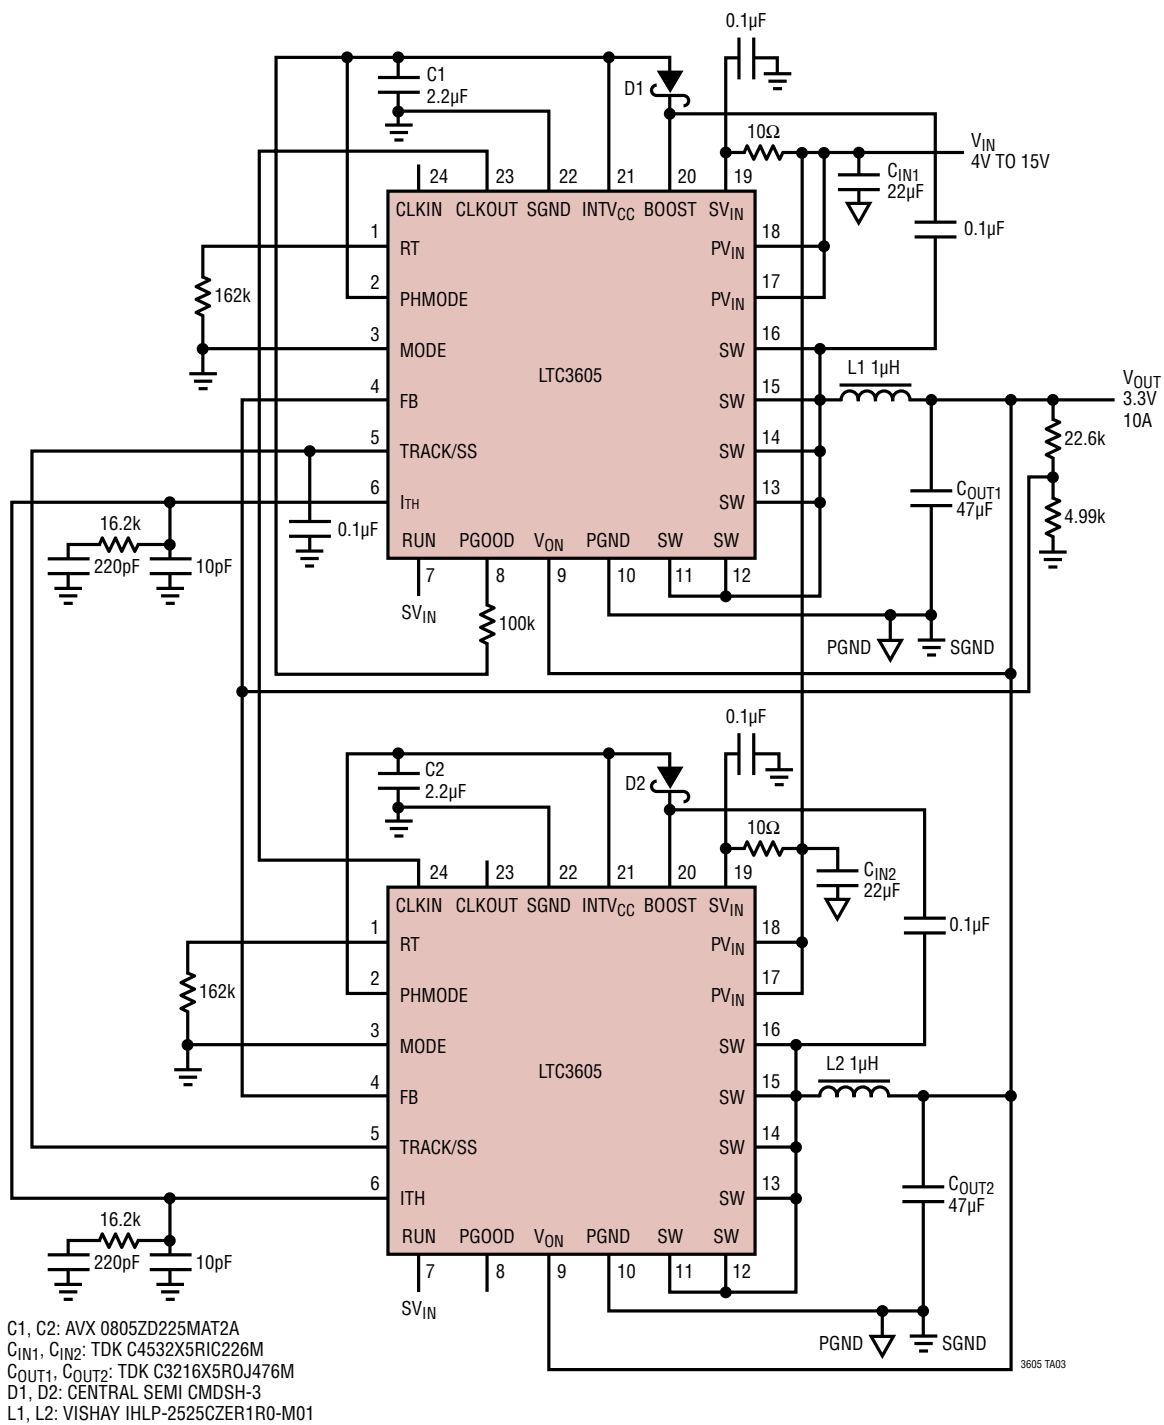 0.1µF
C1
2.2µF
D1
10Ω
VIN
4V TO 15V
CIN1
22µF
24 23 22 21 20 19
CLKIN CLKOUT SGND INTVCC BOOST SVIN
0.1µF
1 RT PVIN 18
162k
2 PHMODE PVIN 17
3 MODE SW 16
LTC3605
L1 1µH
VOUT
3.3V
10A
4 FB SW 15
22.6k
5 TRACK/SS SW 14
6 ITH SW 13
COUT1
47µF
4.99k
16.2k
0.1µF
220pF 10pF
RUN PGOOD VON PGND SW SW
7 8 9 10 11 12
SVIN
100k
PGND SGND
0.1µF
C2
2.2µF
D2
10Ω
CIN2
22µF
24 23 22 21 20 19
CLKIN CLKOUT SGND INTVCC BOOST SVIN
0.1µF
1 RT PVIN 18
162k
2 PHMODE PVIN 17
3 MODE SW 16
LTC3605
L2 1µH
4 FB SW 15
5 TRACK/SS SW 14
6 ITH SW 13
COUT2
47µF
16.2k
220pF 10pF
RUN PGOOD VON PGND SW SW
7 8 9 10 11 12
SVIN
PGND SGND
3605 TA03
C1, C2: AVX 0805ZD225MAT2A
CIN1, CIN2: TDK C4532X5RIC226M
COUT1, COUT2: TDK C3216X5ROJ476M
D1, D2: CENTRAL SEMI CMDSH-3
L1, L2: VISHAY IHLP-2525CZER1R0-M01